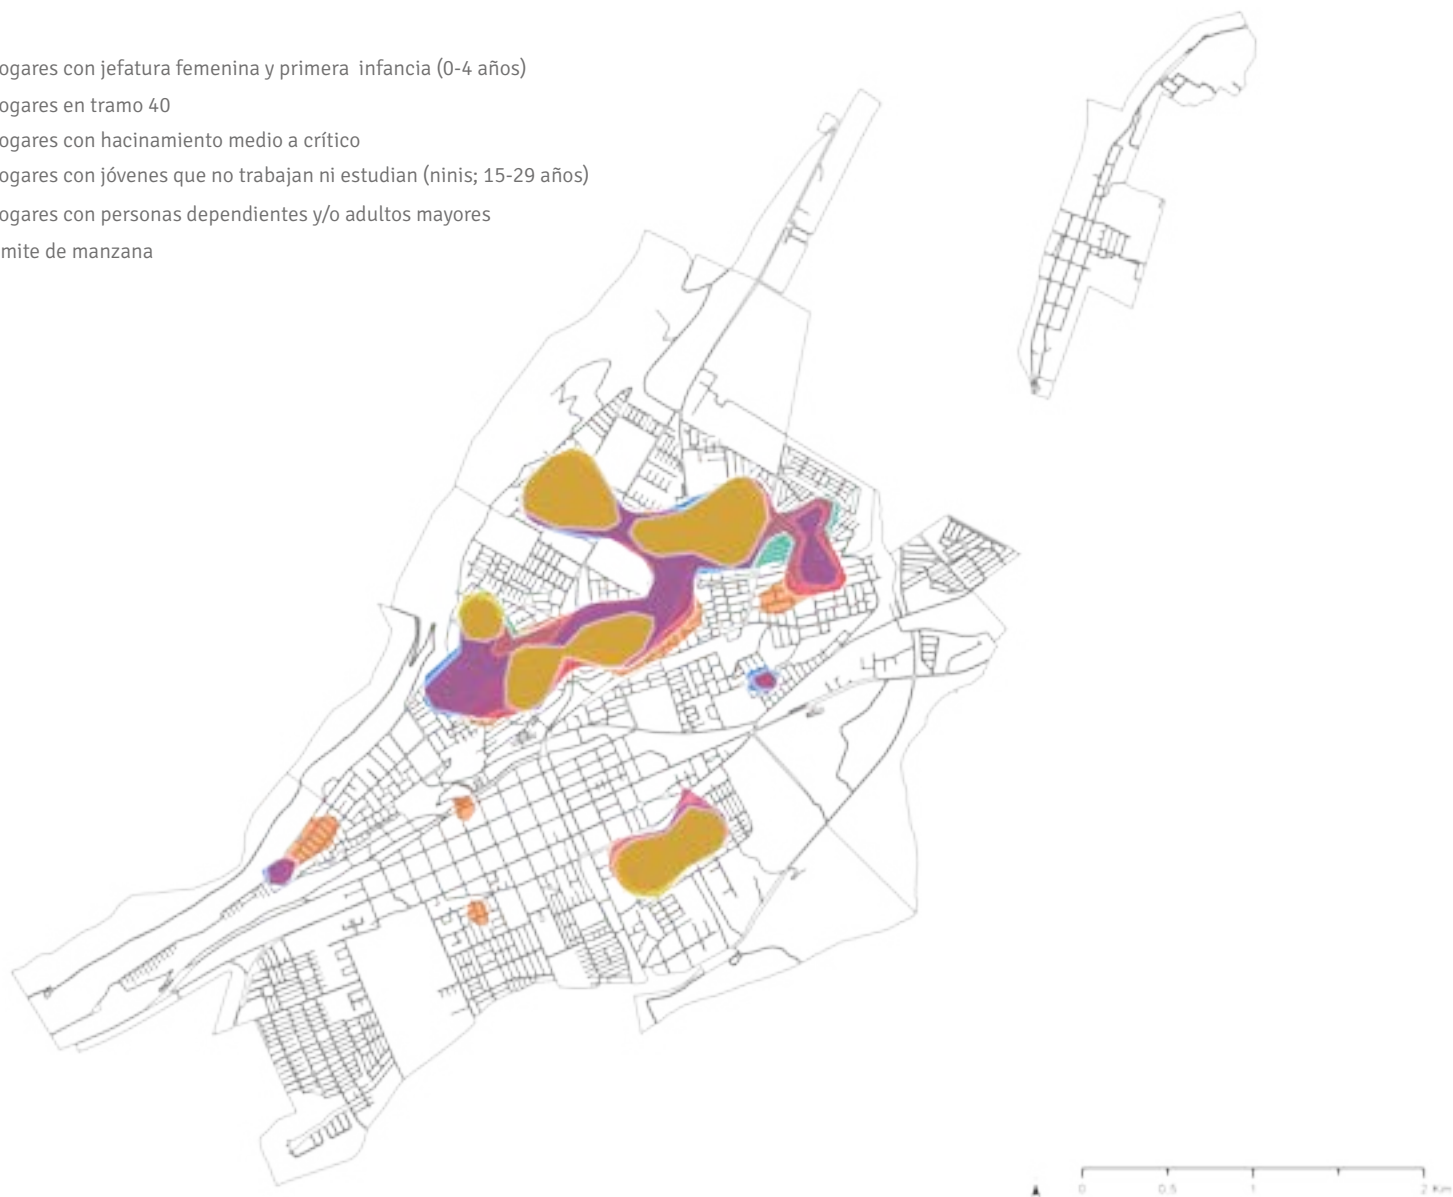 ogares con jefatura femenina y primera infancia (0-4 años)
ogares en tramo 40
ogares con hacinamiento medio a crítico
ogares con jóvenes que no trabajan ni estudian (ninis; 15-29 años)
ogares con personas dependientes y/o adultos mayores
mite de manzana
0 0.5 1 2 Km